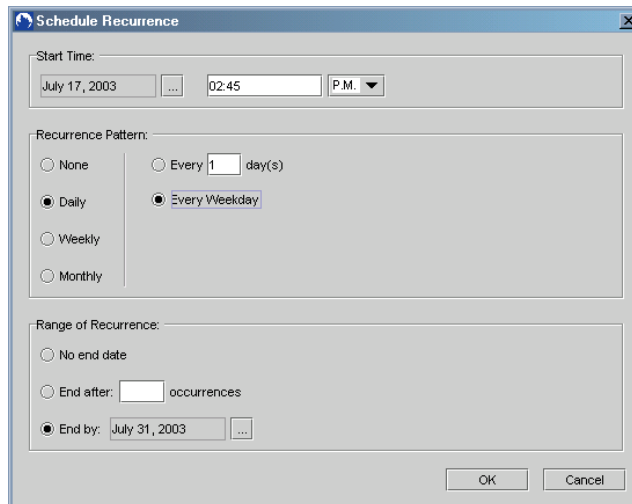 Schedule Recurrence
Start Time:
July 17, 2003 ... 02:45 P.M.
Recurrence Pattern:
None
Every 1 day(s)
Daily
Every Weekday
Weekly
Monthly
Range of Recurrence:
No end date
End after: occurrences
End by: July 31, 2003 ...
OK Cancel